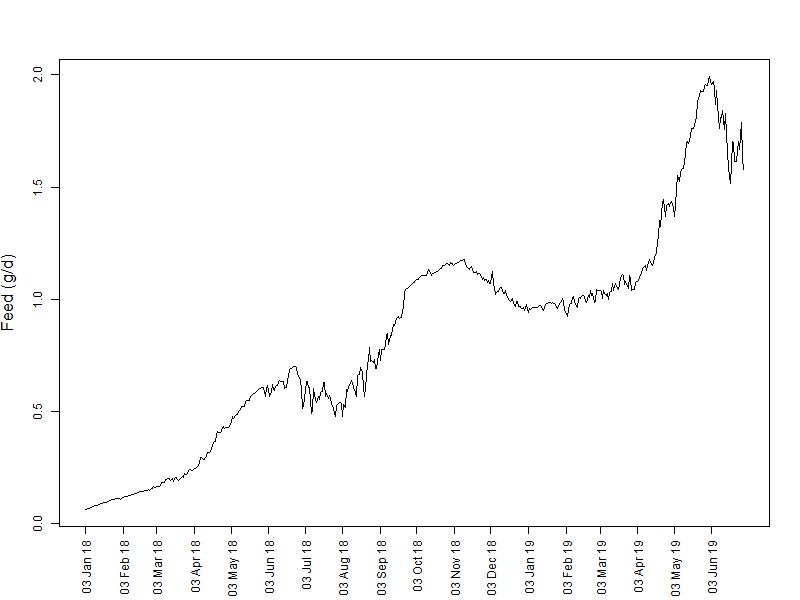 2.0
1.5
1.0
0.5
0.0
Feed (g/d)
03 Jan 18
03 Feb 18
03 Mar 18
03 Apr 18
03 May 18
03 Jun 18
03 Jul 18
03 Aug 18
03 Sep 18
03 Oct 18
03 Nov 18
03 Dec 18
03 Jan 19
03 Feb 19
03 Mar 19
03 Apr 19
03 May 19
03 Jun 19